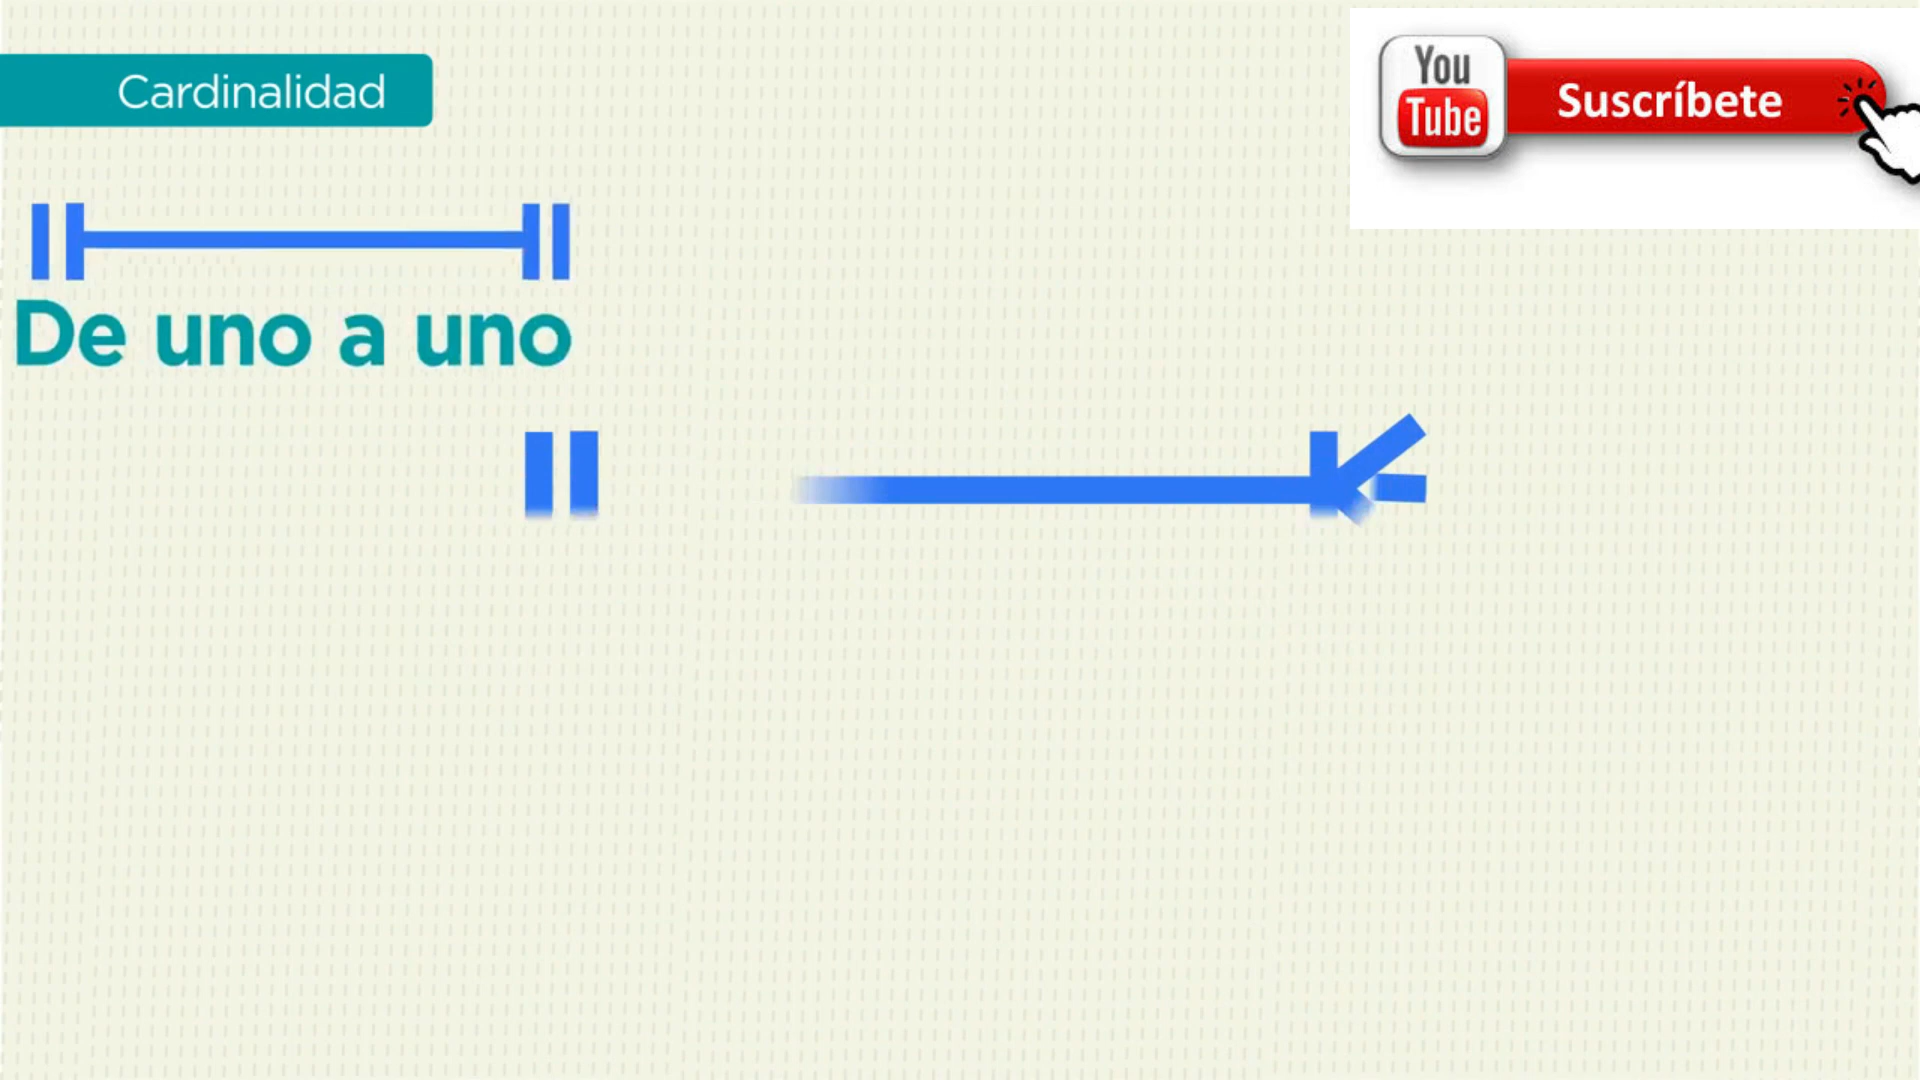 Cardinalidad
You
Tube
Suscríbete
De uno a uno